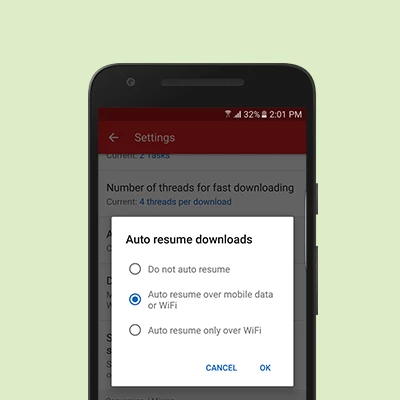 32% 2:01 PM
Settings
Current: 2 Tasks
Number of threads for fast downloading
Current: 4 threads per download
Auto resume downloads
Do not auto resume
Auto resume over mobile data
or WiFi
Auto resume only over WiFi
CANCEL OK